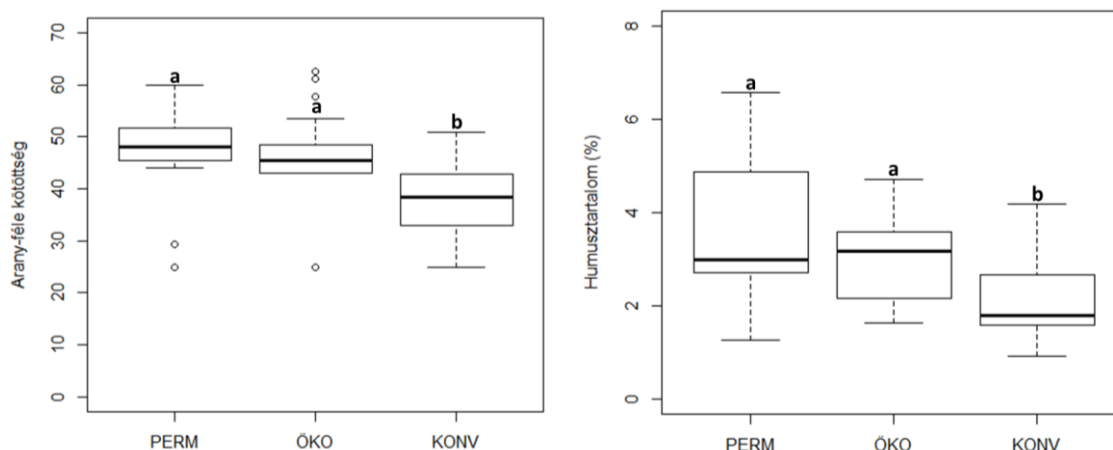 Arany-féle kötöttség
70
60
50
40
30
20
10
0
a
a
b
PERM ÖKO KONV
Humusztartalom (%)
8
6
4
2
0
a
a
b
PERM ÖKO KONV